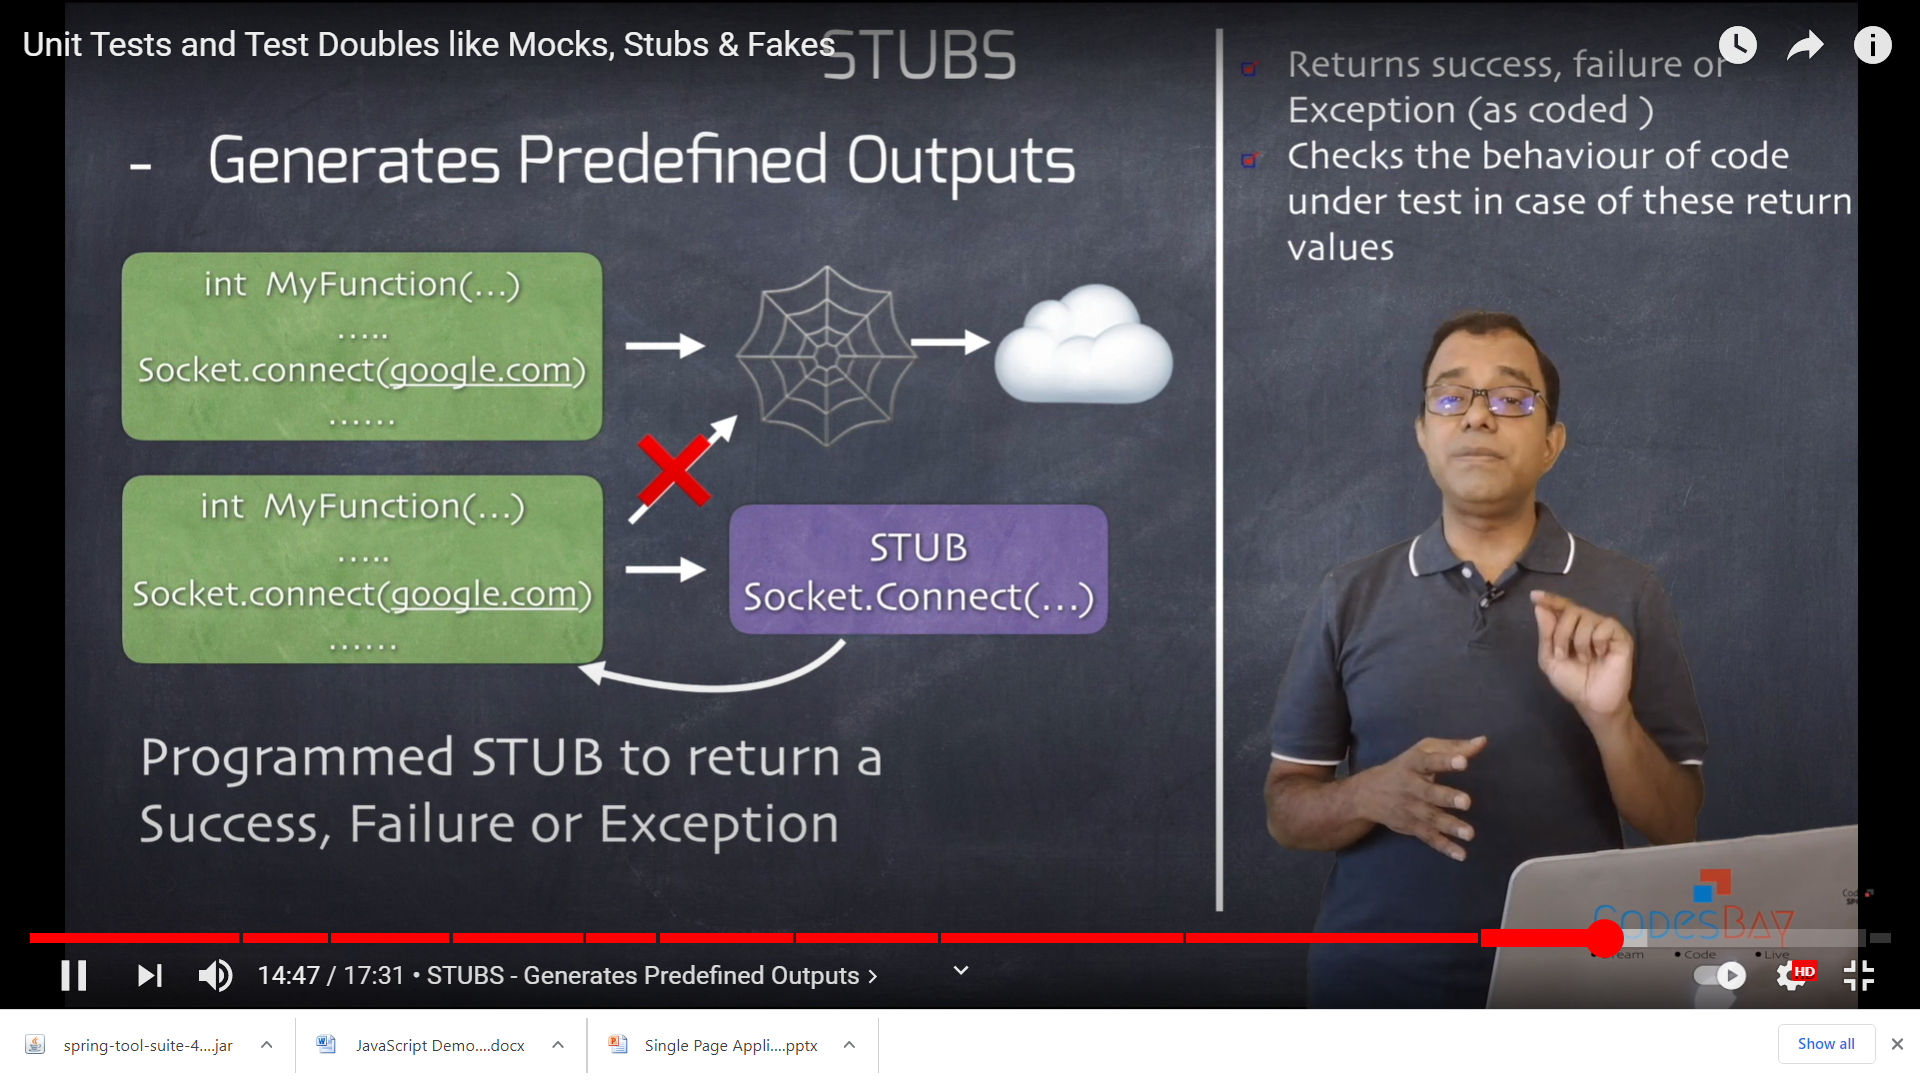 Unit Tests and Test Doubles like Mocks, Stubs & Fakes
STUBS
- Generates Predefined Outputs
int MyFunction(...)
.....
Socket.connect(google.com)
......
int MyFunction(...)
.....
Socket.connect(google.com)
......
STUB
Socket.Connect(...)
Programmed STUB to return a
Success, Failure or Exception
Returns success, failure or
Exception (as coded )
Checks the behaviour of code
under test in case of these return
values
CODESBAY
• Code
• Live
14:47 / 17:31 • STUBS - Generates Predefined Outputs
HD
spring-tool-suite-4....jar
JavaScript Demo....docx
Single Page Appli....pptx
Show all